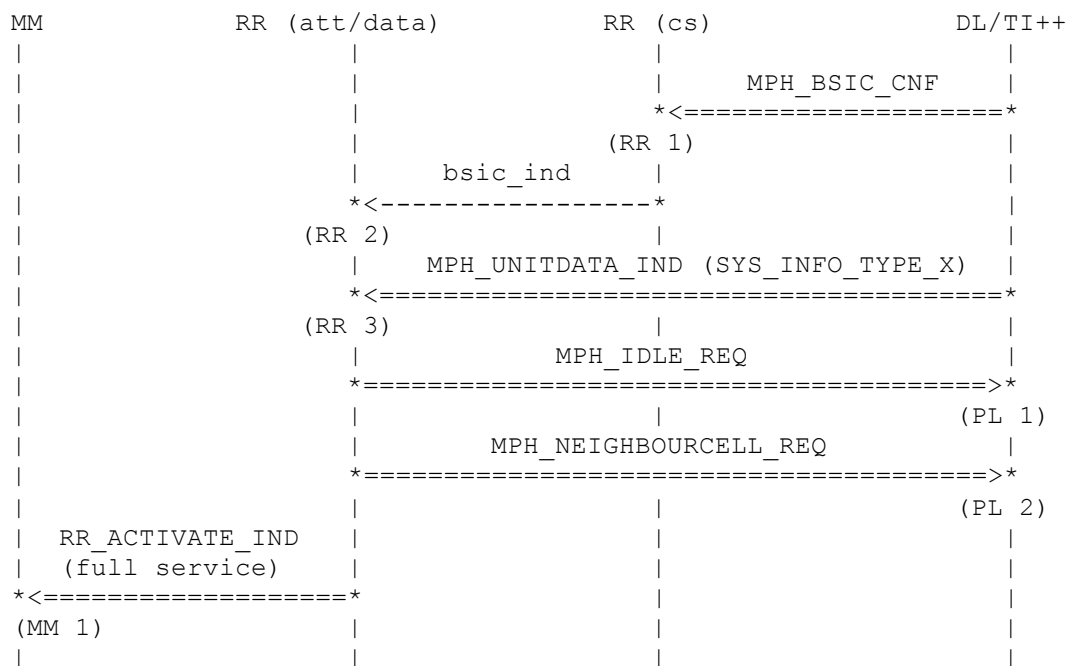 MM RR (att/data) RR (cs) DL/TI++
MPH_BSIC_CNF
(RR 1)
bsic_ind
(RR 2)
MPH_UNITDATA_IND (SYS_INFO_TYPE_X)
(RR 3)
MPH_IDLE_REQ
(PL 1)
MPH_NEIGHBOURCELL_REQ
(PL 2)
RR_ACTIVATE_IND
(full service)
(MM 1)